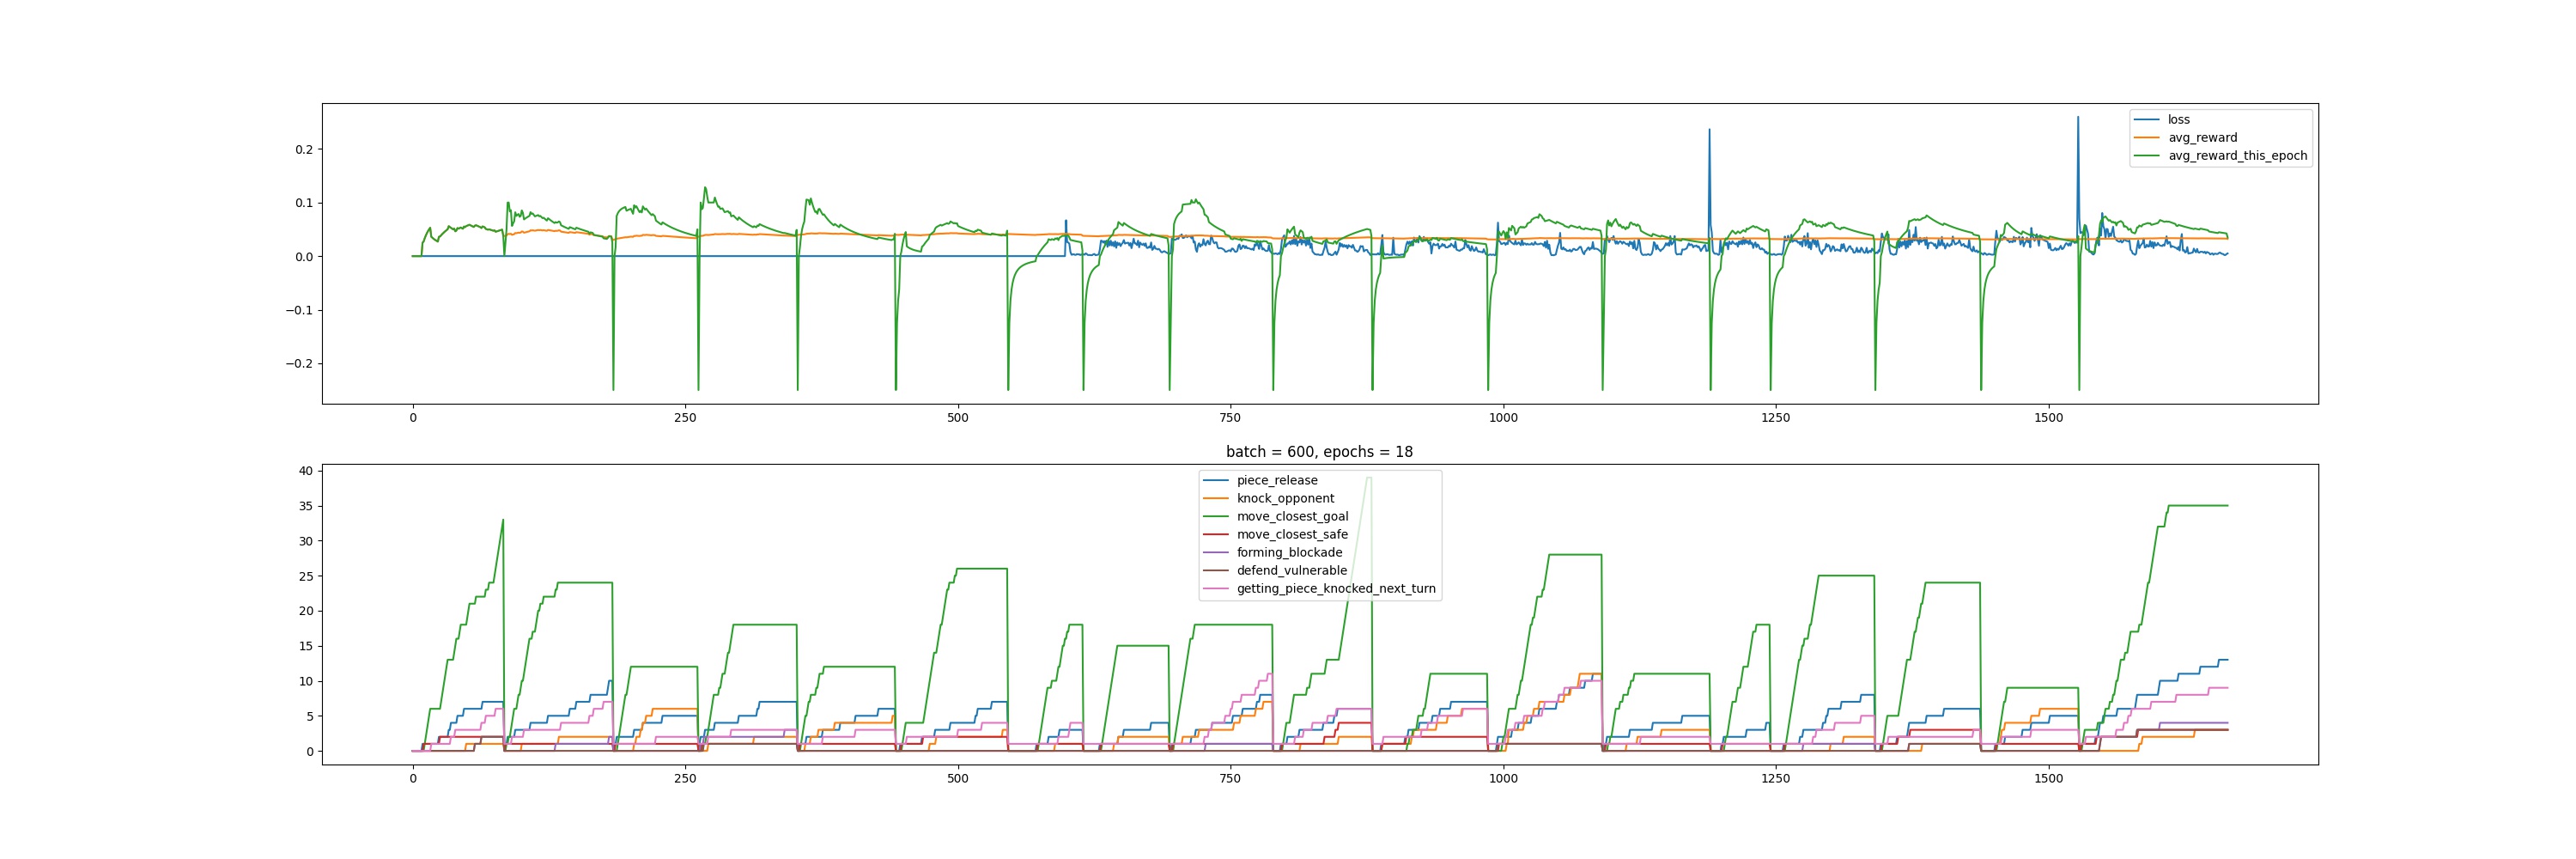 loss
avg_reward
avg_reward_this_epoch
0.2
0.1
0.0
−0.1
−0.2
0 250 500 750 1000 1250 1500
batch = 600, epochs = 18
piece_release
knock_opponent
move_closest_goal
move_closest_safe
forming_blockade
defend_vulnerable
getting_piece_knocked_next_turn
40
35
30
25
20
15
10
5
0
0 250 500 750 1000 1250 1500